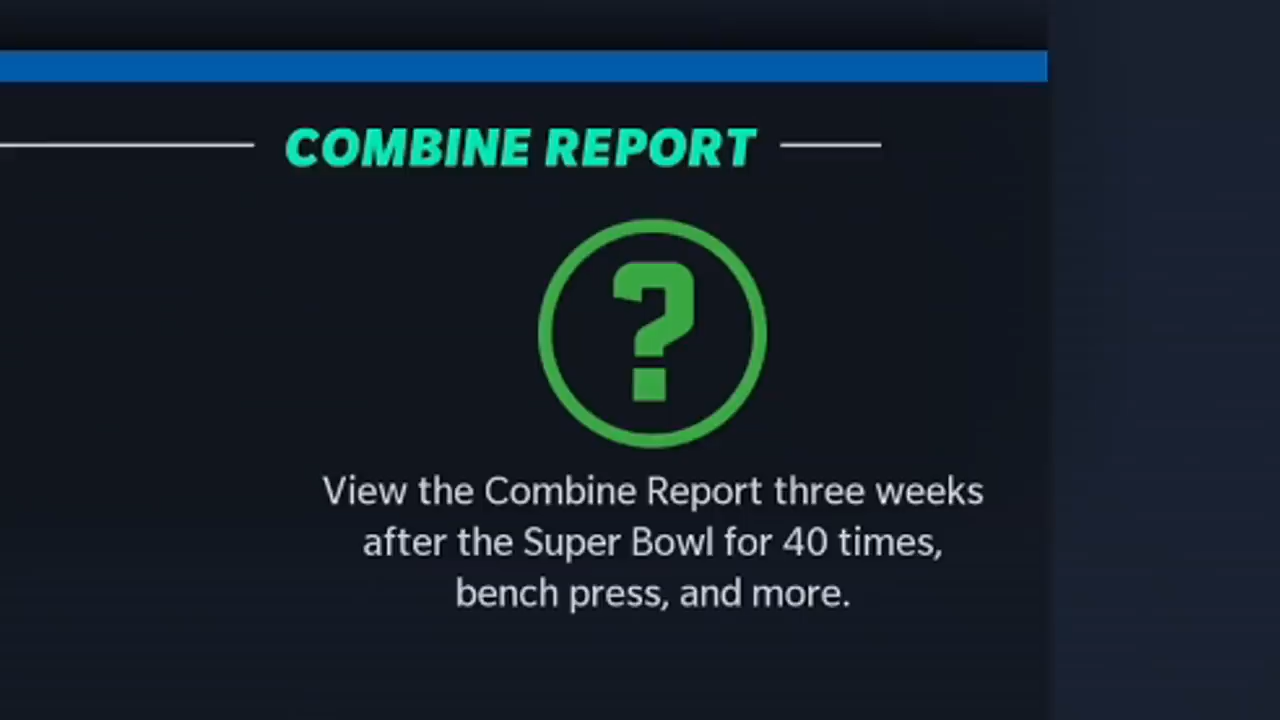 COMBINE REPORT
?
View the Combine Report three weeks
after the Super Bowl for 40 times,
bench press, and more.